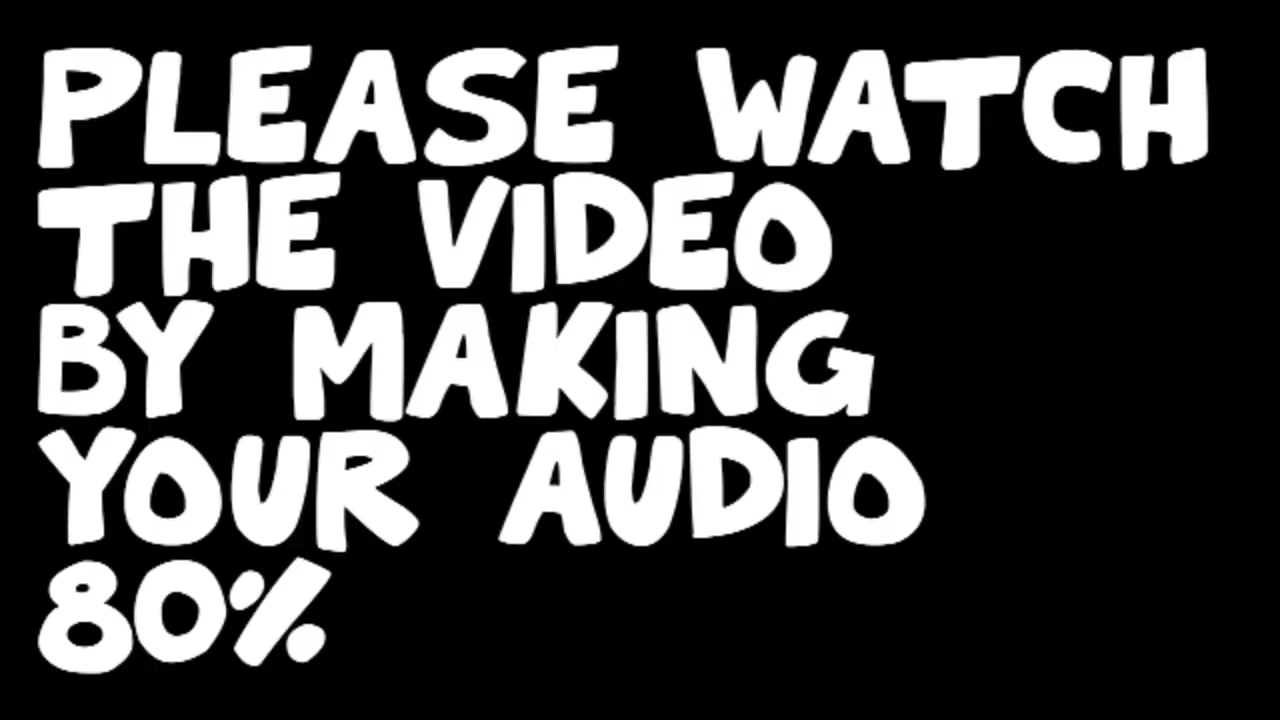 PLEASE WATCH
THE VIDEO
BY MAKING
YOUR AUDIO
80%